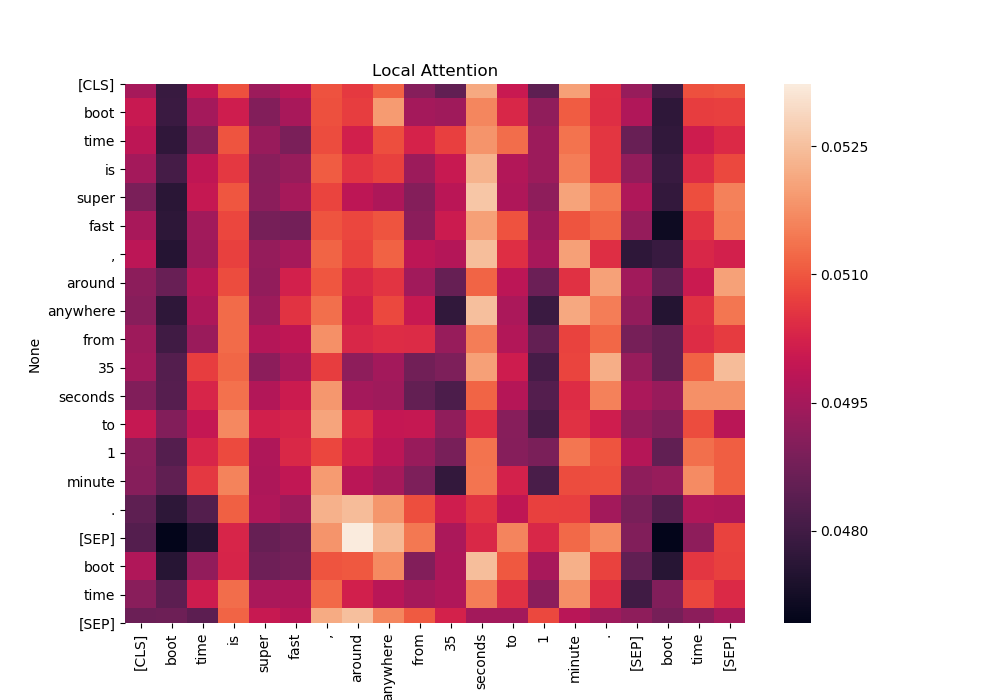 Local Attention
None
[CLS]
boot
time
is
super
fast
,
around
anywhere
from
35
seconds
to
1
minute
.
[SEP]
boot
time
[SEP]
[CLS]
boot
time
is
super
fast
,
around
anywhere
from
35
seconds
to
1
minute
.
[SEP]
boot
time
[SEP]
0.0525
0.0510
0.0495
0.0480